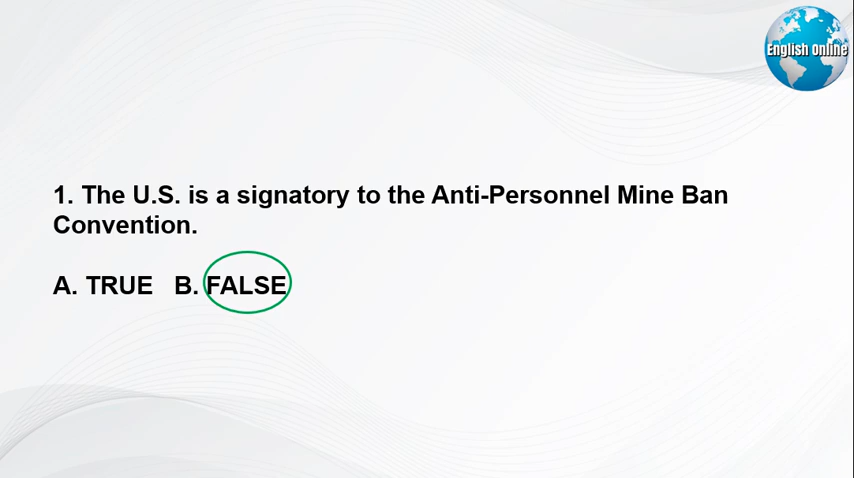 English Online
1. The U.S. is a signatory to the Anti-Personnel Mine Ban
Convention.
A. TRUE B. FALSE